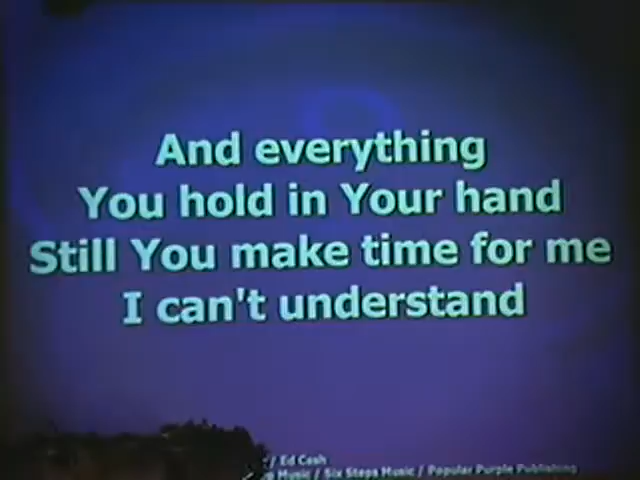 And everything
You hold in Your hand
Still You make time for me
I can't understand
/ Ed Cash
Music / Six Steps Music / Popular Purple Publishing